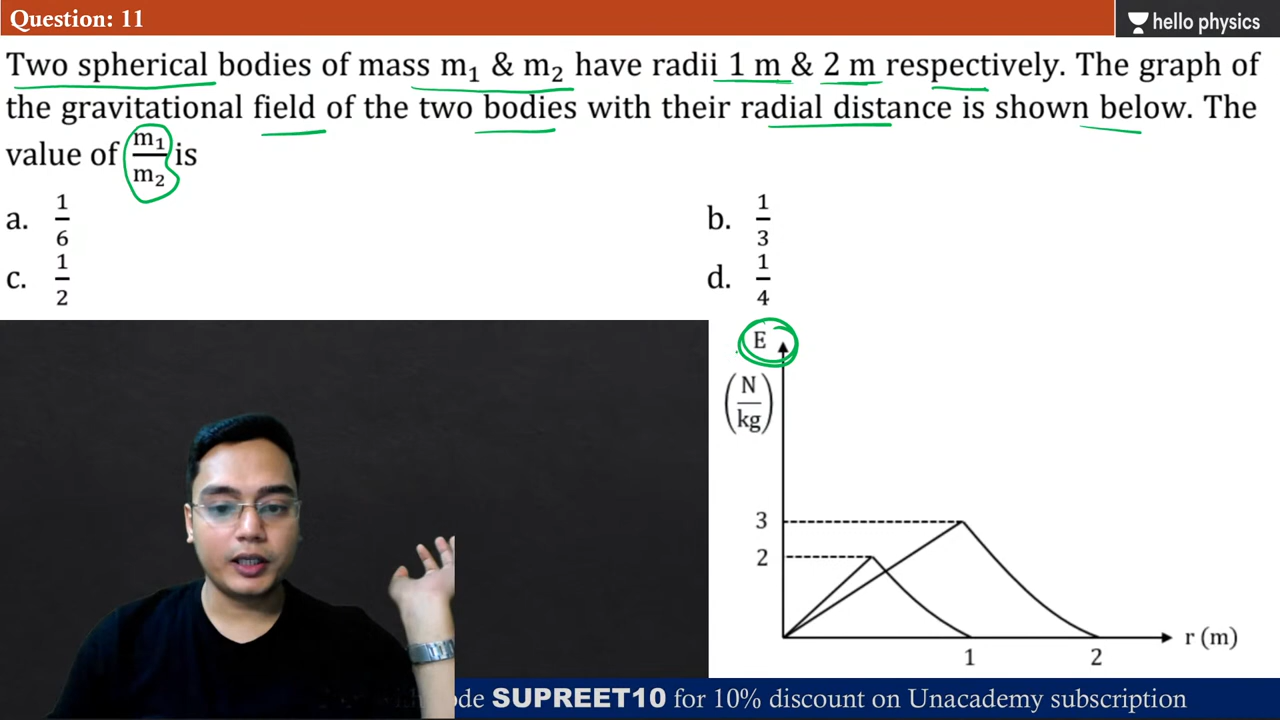 Question: 11
hello physics
Two spherical bodies of mass m₁ & m₂ have radii 1 m & 2 m respectively. The graph of
the gravitational field of the two bodies with their radial distance is shown below. The
value of m₁/m₂ is
a. 1/6
b. 1/3
c. 1/2
d. 1/4
E
(N/kg)
3
2
1
2
r (m)
ode SUPREET10 for 10% discount on Unacademy subscription